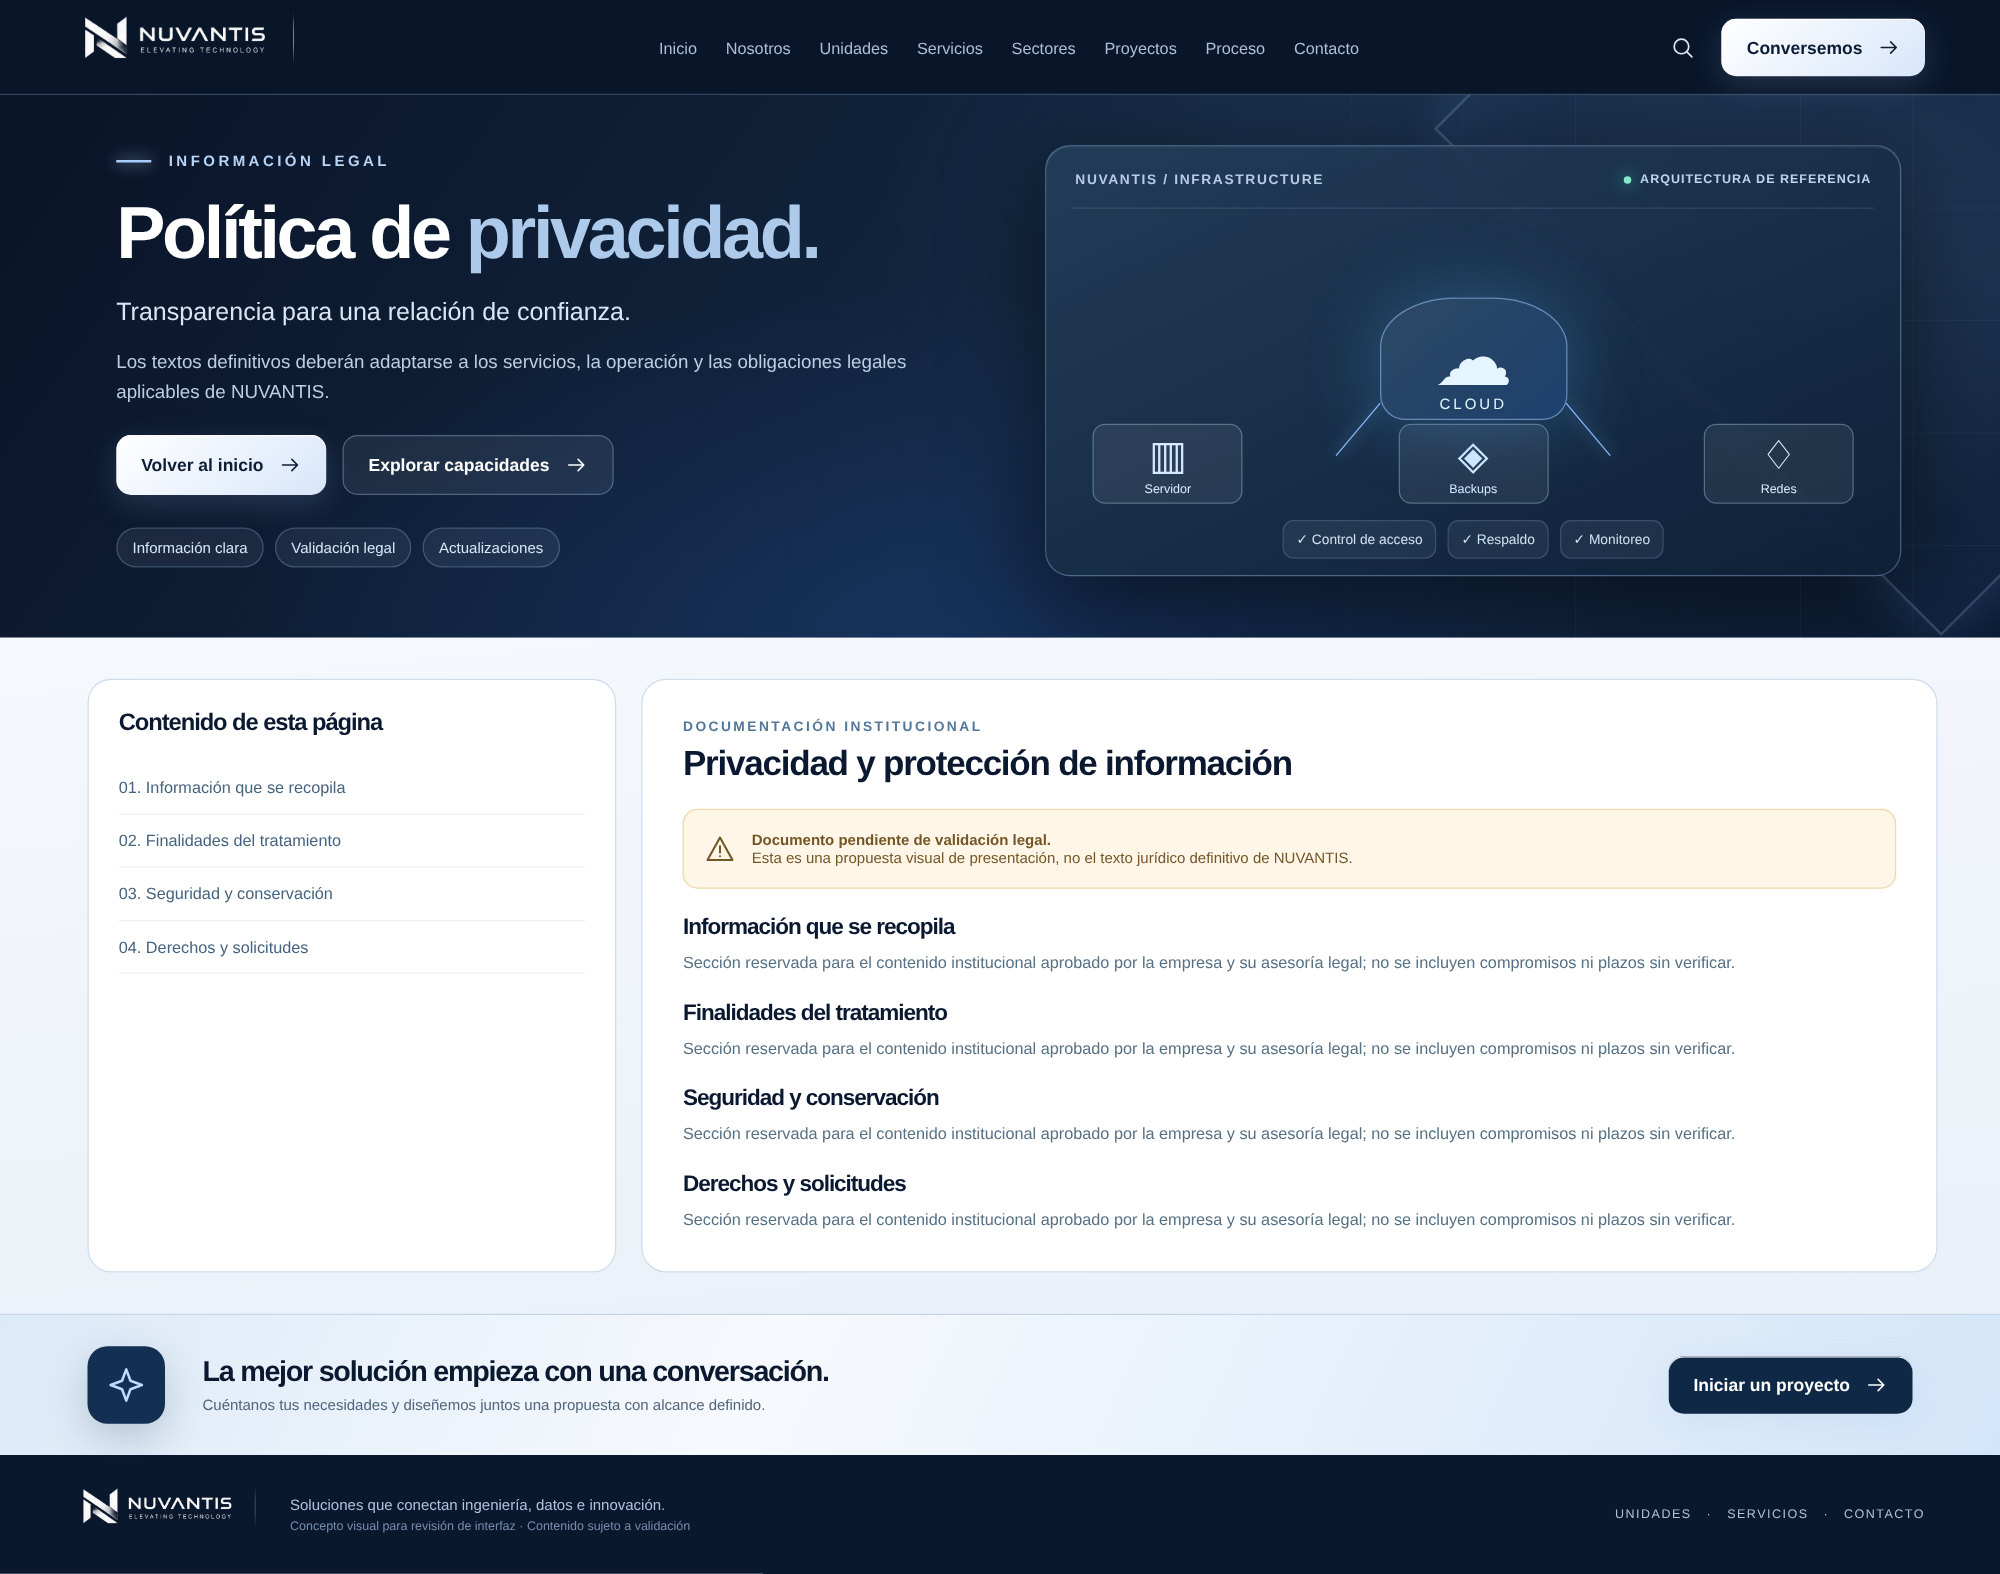 NUVANTIS
ELEVATING TECHNOLOGY
Inicio Nosotros Unidades Servicios Sectores Proyectos Proceso Contacto
Conversemos →
INFORMACIÓN LEGAL
Política de privacidad.
Transparencia para una relación de confianza.
Los textos definitivos deberán adaptarse a los servicios, la operación y las obligaciones legales
aplicables de NUVANTIS.
Volver al inicio →
Explorar capacidades →
Información clara
Validación legal
Actualizaciones
NUVANTIS / INFRASTRUCTURE
ARQUITECTURA DE REFERENCIA
CLOUD
Servidor
Backups
Redes
✓ Control de acceso
✓ Respaldo
✓ Monitoreo
Contenido de esta página
01. Información que se recopila
02. Finalidades del tratamiento
03. Seguridad y conservación
04. Derechos y solicitudes
DOCUMENTACIÓN INSTITUCIONAL
Privacidad y protección de información
Documento pendiente de validación legal.
Esta es una propuesta visual de presentación, no el texto jurídico definitivo de NUVANTIS.
Información que se recopila
Sección reservada para el contenido institucional aprobado por la empresa y su asesoría legal; no se incluyen compromisos ni plazos sin verificar.
Finalidades del tratamiento
Sección reservada para el contenido institucional aprobado por la empresa y su asesoría legal; no se incluyen compromisos ni plazos sin verificar.
Seguridad y conservación
Sección reservada para el contenido institucional aprobado por la empresa y su asesoría legal; no se incluyen compromisos ni plazos sin verificar.
Derechos y solicitudes
Sección reservada para el contenido institucional aprobado por la empresa y su asesoría legal; no se incluyen compromisos ni plazos sin verificar.
La mejor solución empieza con una conversación.
Cuéntanos tus necesidades y diseñemos juntos una propuesta con alcance definido.
Iniciar un proyecto →
NUVANTIS
ELEVATING TECHNOLOGY
Soluciones que conectan ingeniería, datos e innovación.
Concepto visual para revisión de interfaz · Contenido sujeto a validación
UNIDADES · SERVICIOS · CONTACTO